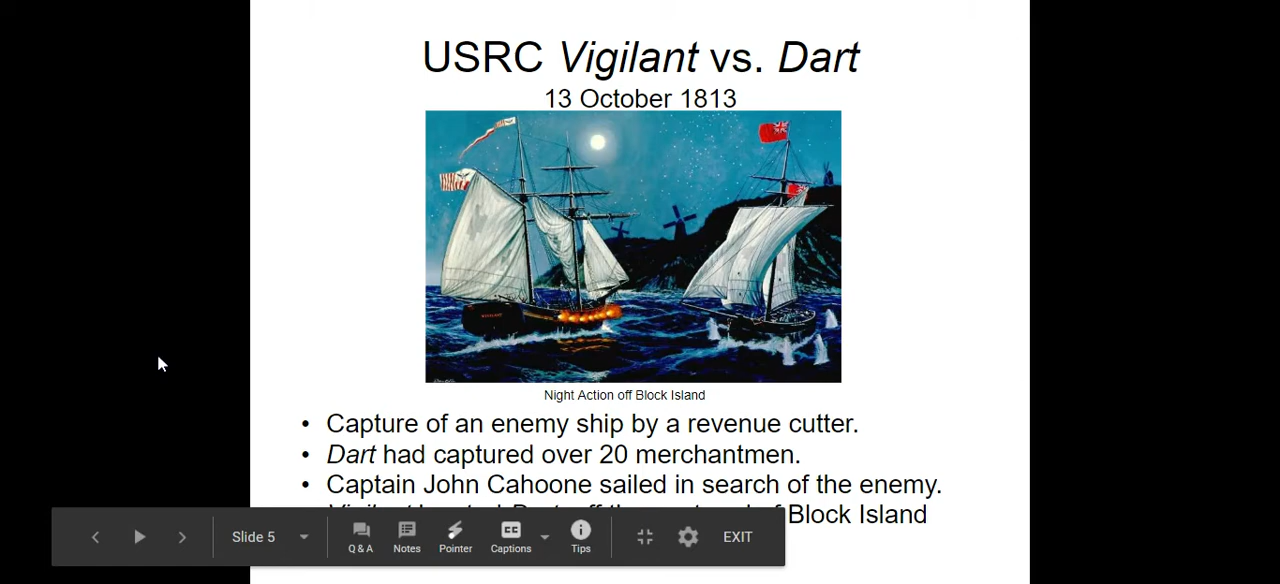 USRC Vigilant vs. Dart
13 October 1813
Night Action off Block Island
• Capture of an enemy ship by a revenue cutter.
• Dart had captured over 20 merchantmen.
• Captain John Cahoone sailed in search of the enemy.
Block Island
Slide 5
Q & A
Notes
Pointer
CC
Captions
Tips
EXIT